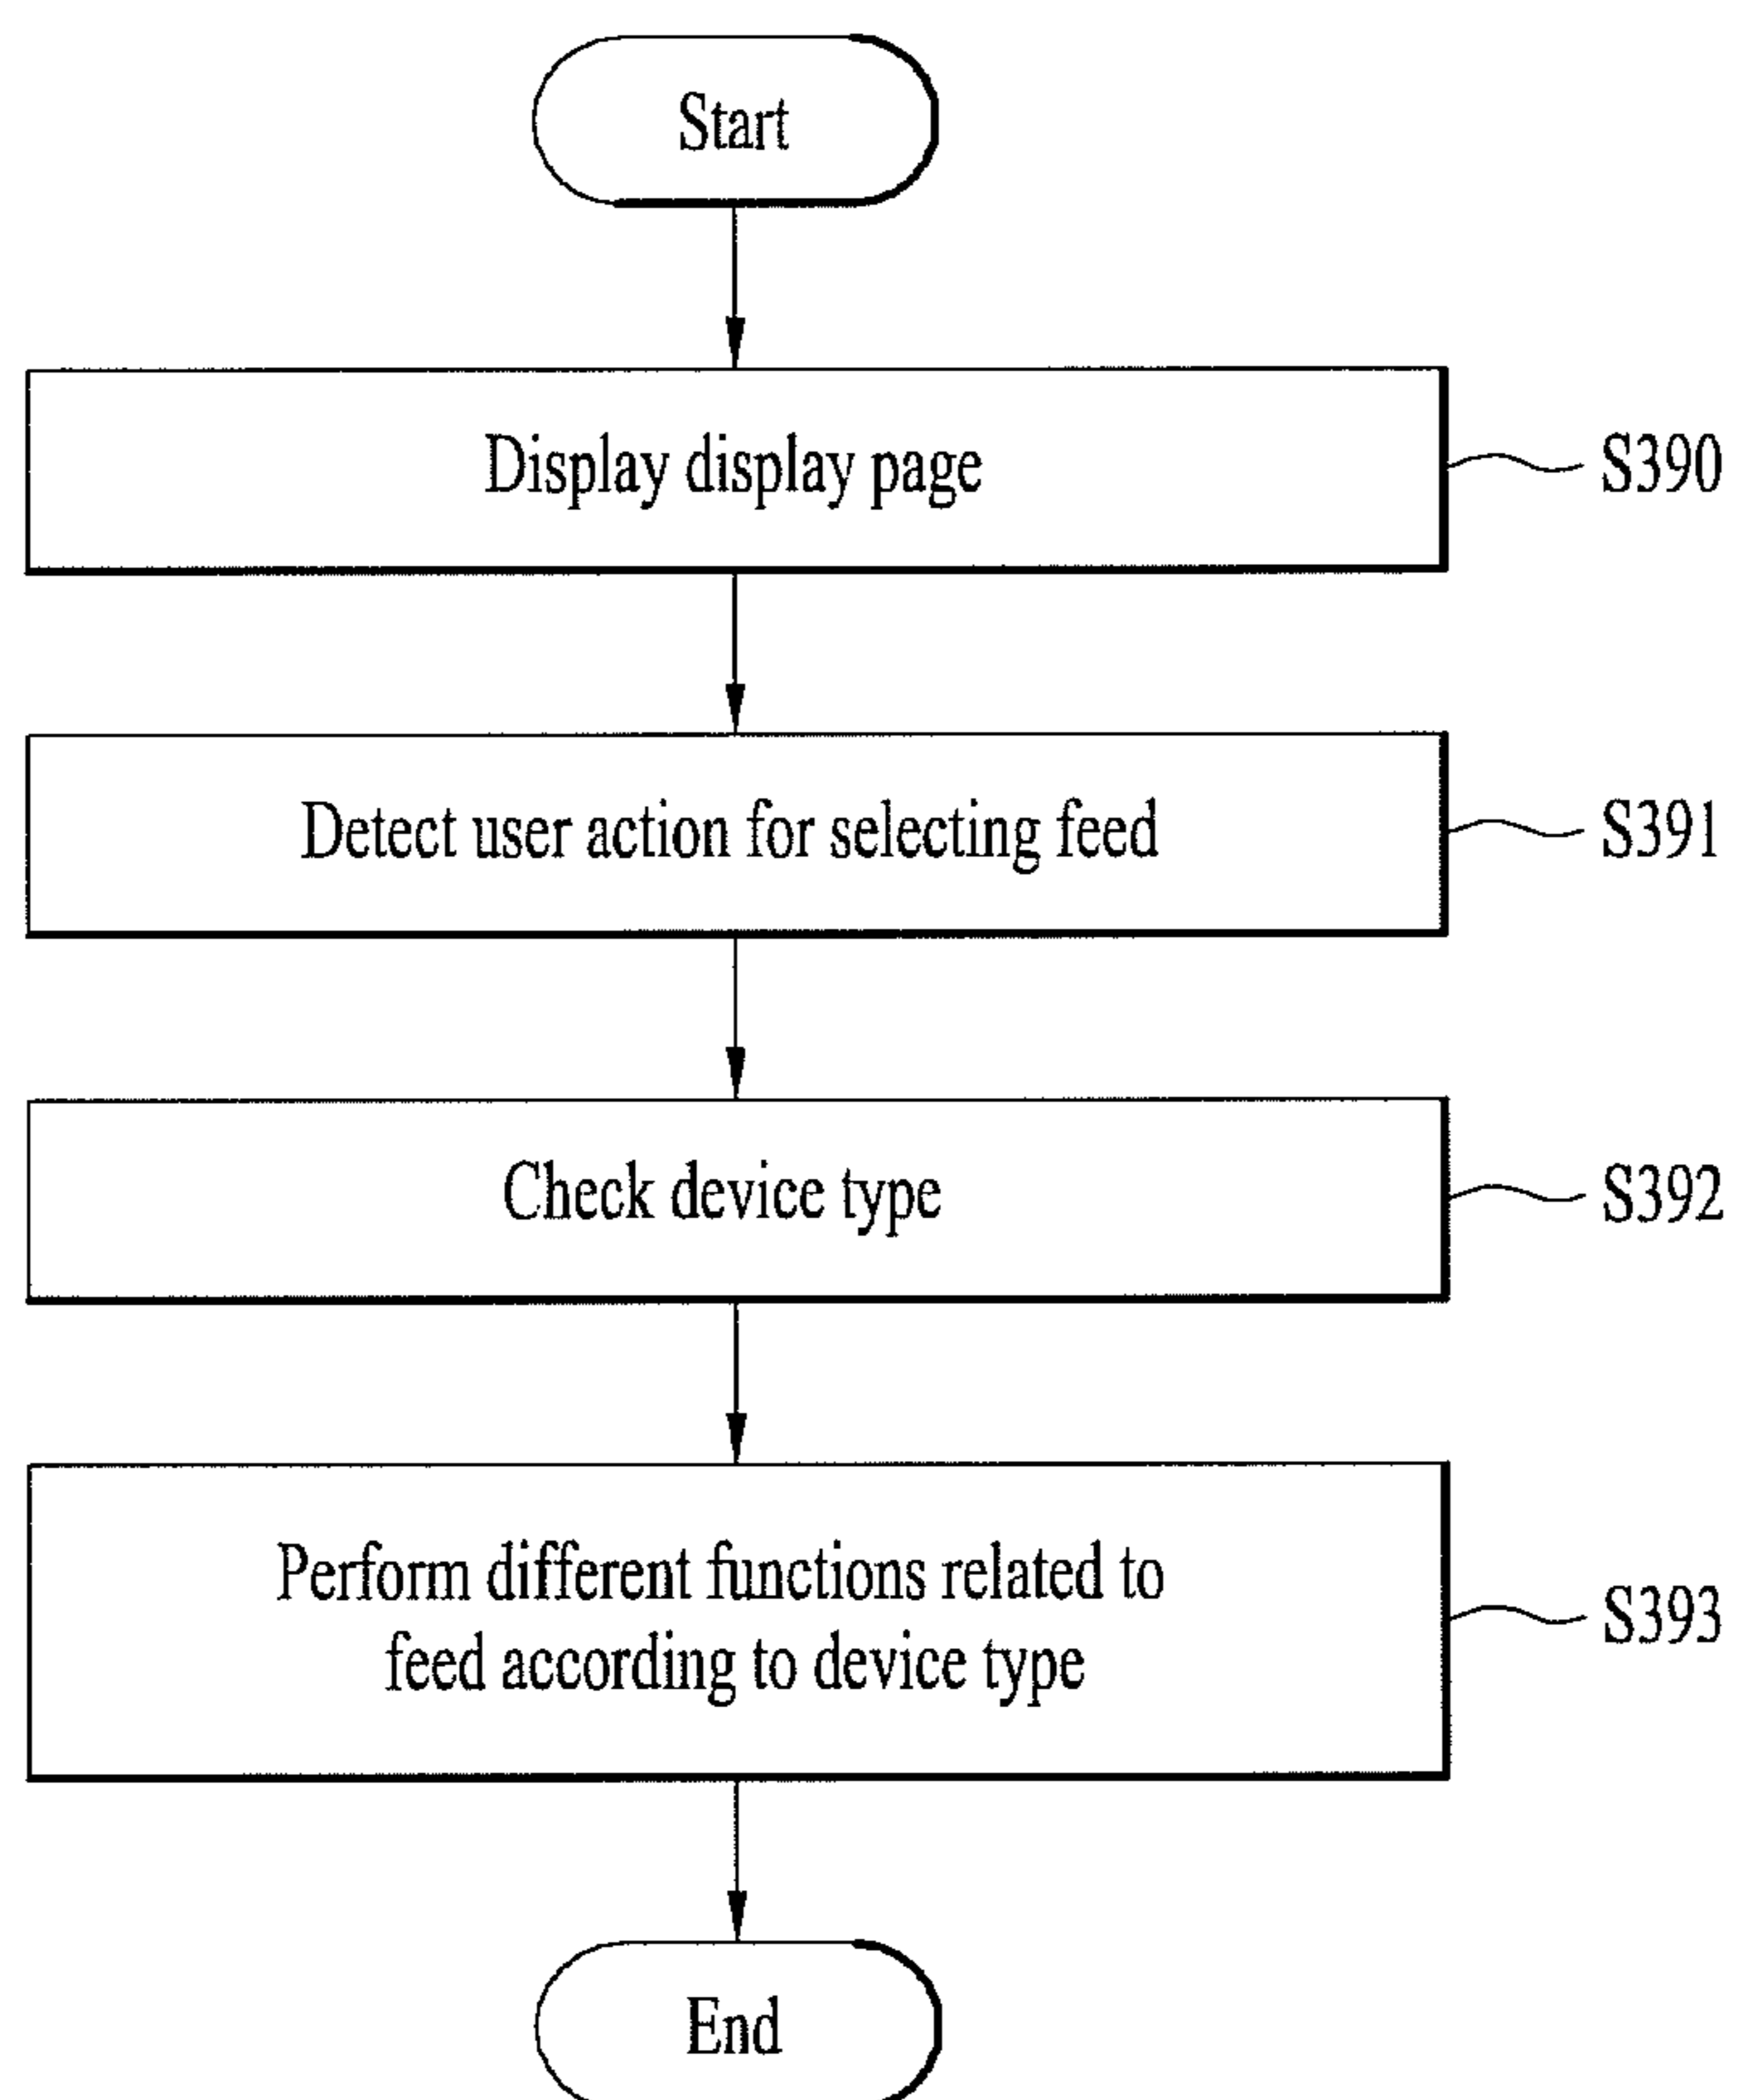 Start
Display display page
S390
Detect user action for selecting feed
S391
Check device type
S392
Perform different functions related to
feed according to device type
S393
End